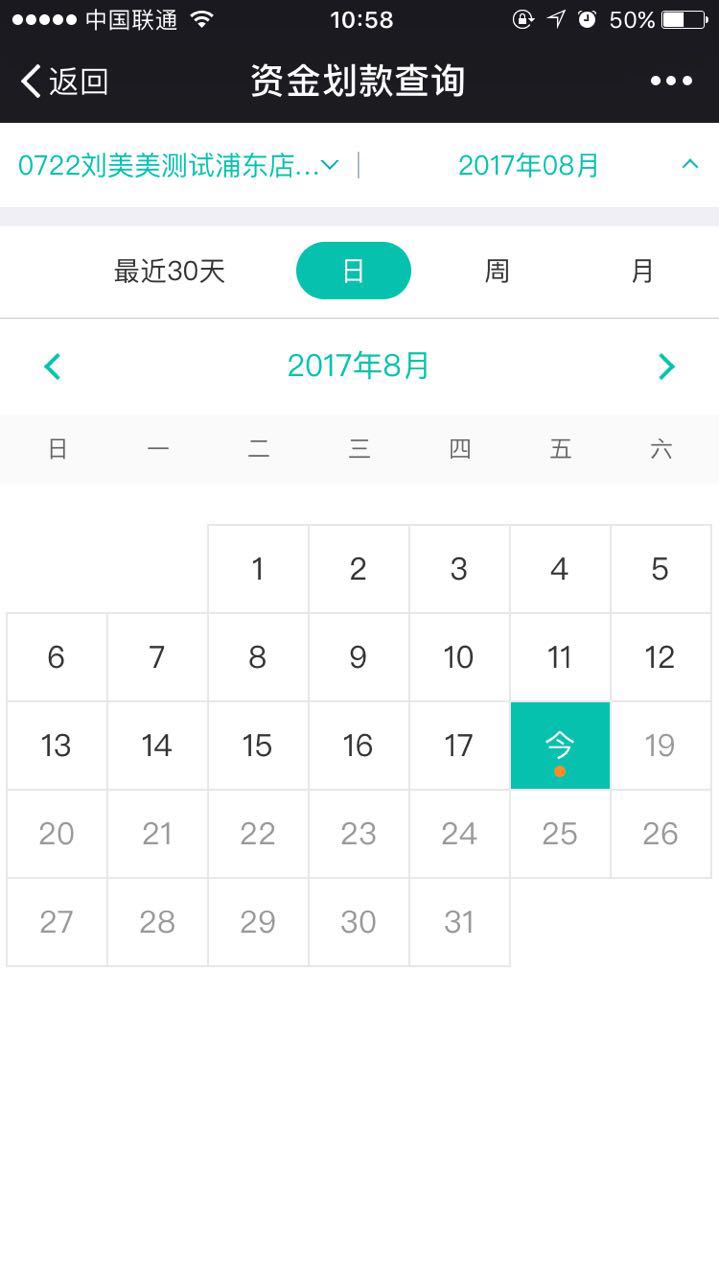 中国联通 10:58 50%
返回 资金划款查询
0722刘美美测试浦东店... 2017年08月
最近30天 日 周 月
2017年8月
日 一 二 三 四 五 六
1 2 3 4 5
6 7 8 9 10 11 12
13 14 15 16 17 今 19
20 21 22 23 24 25 26
27 28 29 30 31